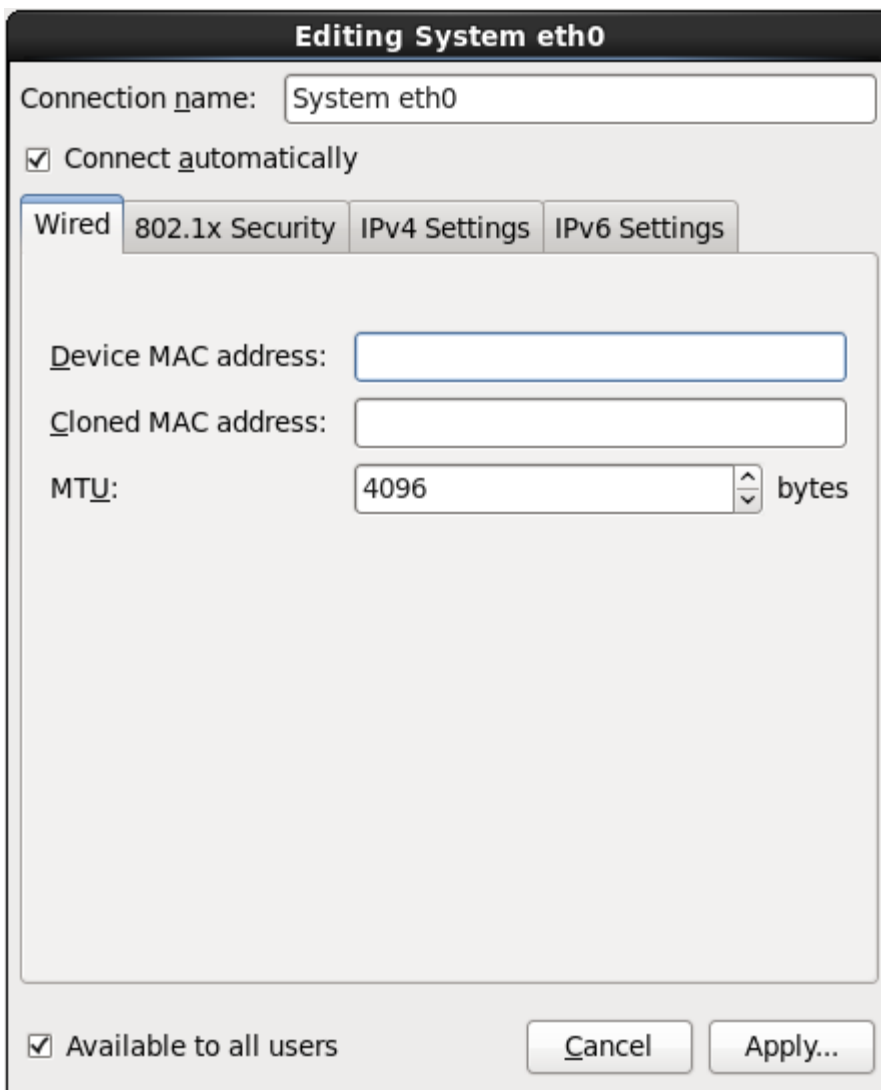 Editing System eth0
Connection name: System eth0
Connect automatically
Wired 802.1x Security IPv4 Settings IPv6 Settings
Device MAC address:
Cloned MAC address:
MTU: 4096 bytes
Available to all users Cancel Apply...